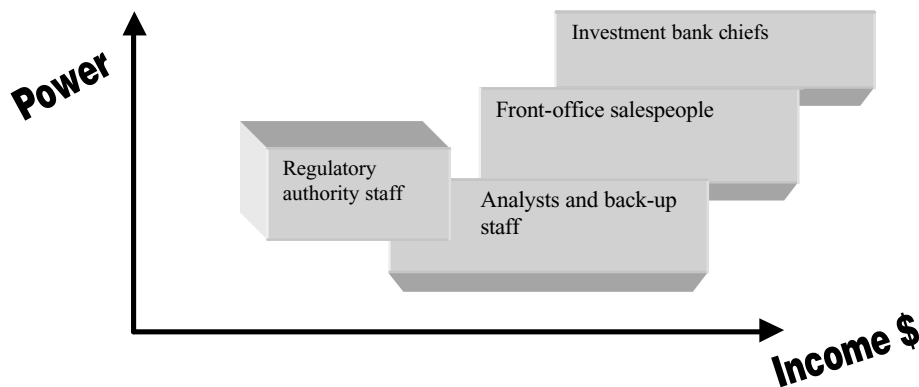 Power
Investment bank chiefs
Front-office salespeople
Regulatory
authority staff
Analysts and back-up
staff
Income $